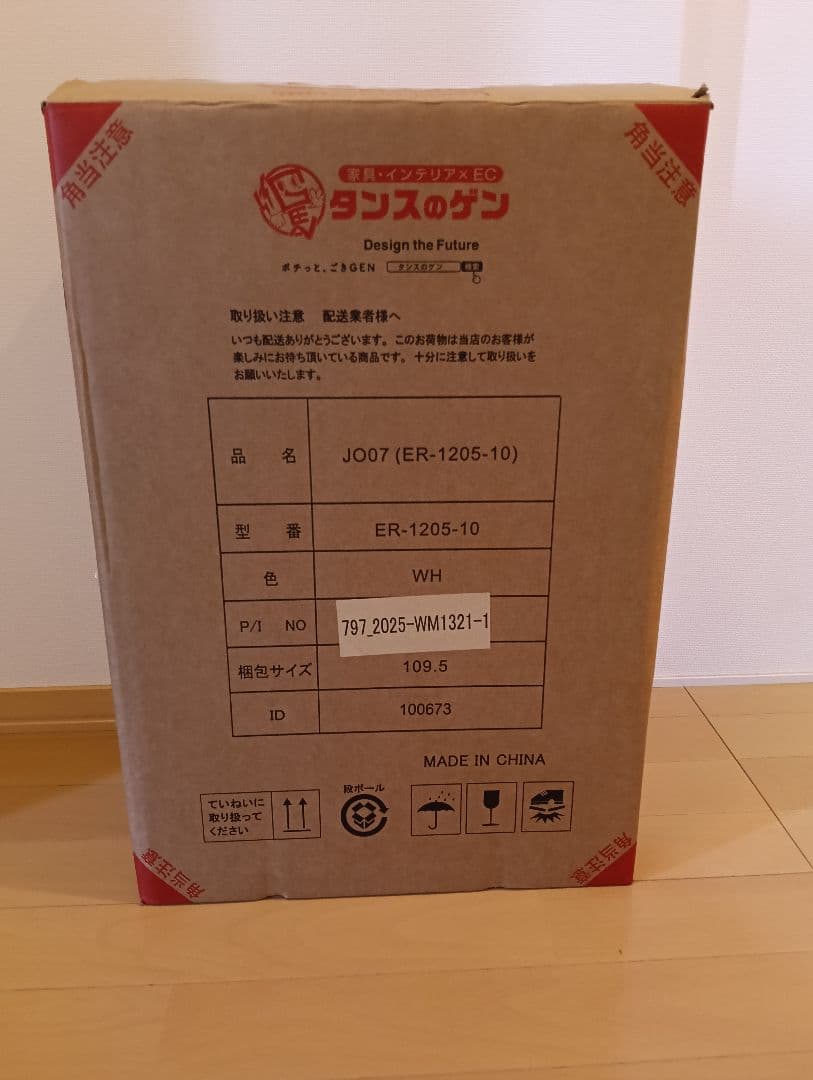 角当注意
角当注意
家具・インテリア×EC
タンスのゲン
Design the Future
ポチっと、ごきGEN
タンスのゲン 検索
取り扱い注意 配送業者様へ
いつも配送ありがとうございます。このお荷物は当店のお客様が
楽しみにお待ち頂いている商品です。十分に注意して取り扱いを
お願いいたします。
品 名 JO07 (ER-1205-10)
型 番 ER-1205-10
色 WH
P/I NO 797_2025-WM1321-1
梱包サイズ 109.5
ID 100673
MADE IN CHINA
ていねいに
取り扱って
ください
段ボール
角当注意
角当注意